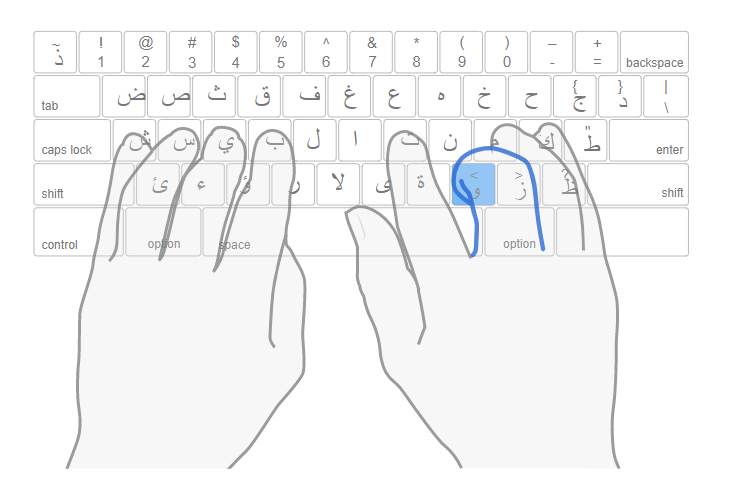 ~ ! @ # $ % ^ & * ( ) – +
ذ 1 2 3 4 5 6 7 8 9 0 - = backspace
tab ض ص ث ق ف غ ع ه خ ح ج { د } | \
caps lock ش س ي ب ل ا ت ن م ك ط " enter
shift ئ ء ؤ ر لا ى ة و < ز > ظ ? shift
control option space option